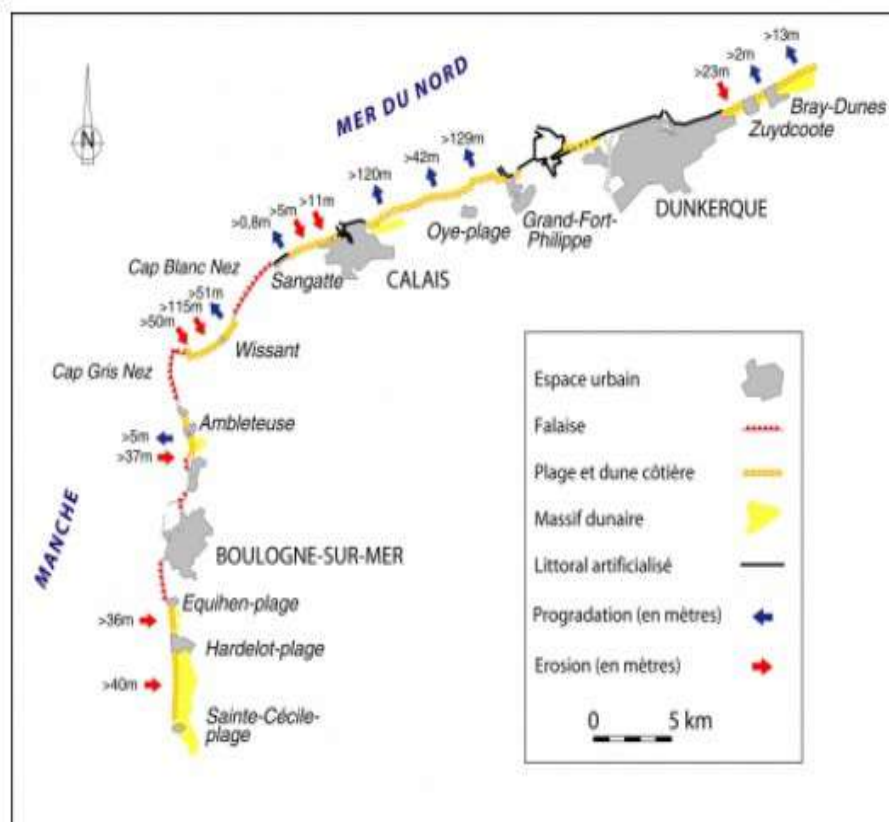 >13m
>2m
>23m
MER DU NORD
Bray-Dunes
Zuydcoote
N
>129m
>42m
>120m
DUNKERQUE
>11m
>5m
>0,8m
Grand-Fort-
Philippe
Oye-plage
Cap Blanc Nez
Sangatte
CALAIS
>51m
>115m
>50m
Wissant
Cap Gris Nez
Ambleteuse
>5m
>37m
MANCHE
BOULOGNE-SUR-MER
Equihen-plage
>36m
Hardelot-plage
>40m
Sainte-Cécile-
plage
Espace urbain
Falaise
Plage et dune côtière
Massif dunaire
Littoral artificialisé
Progradation (en mètres)
Erosion (en mètres)
0 5 km